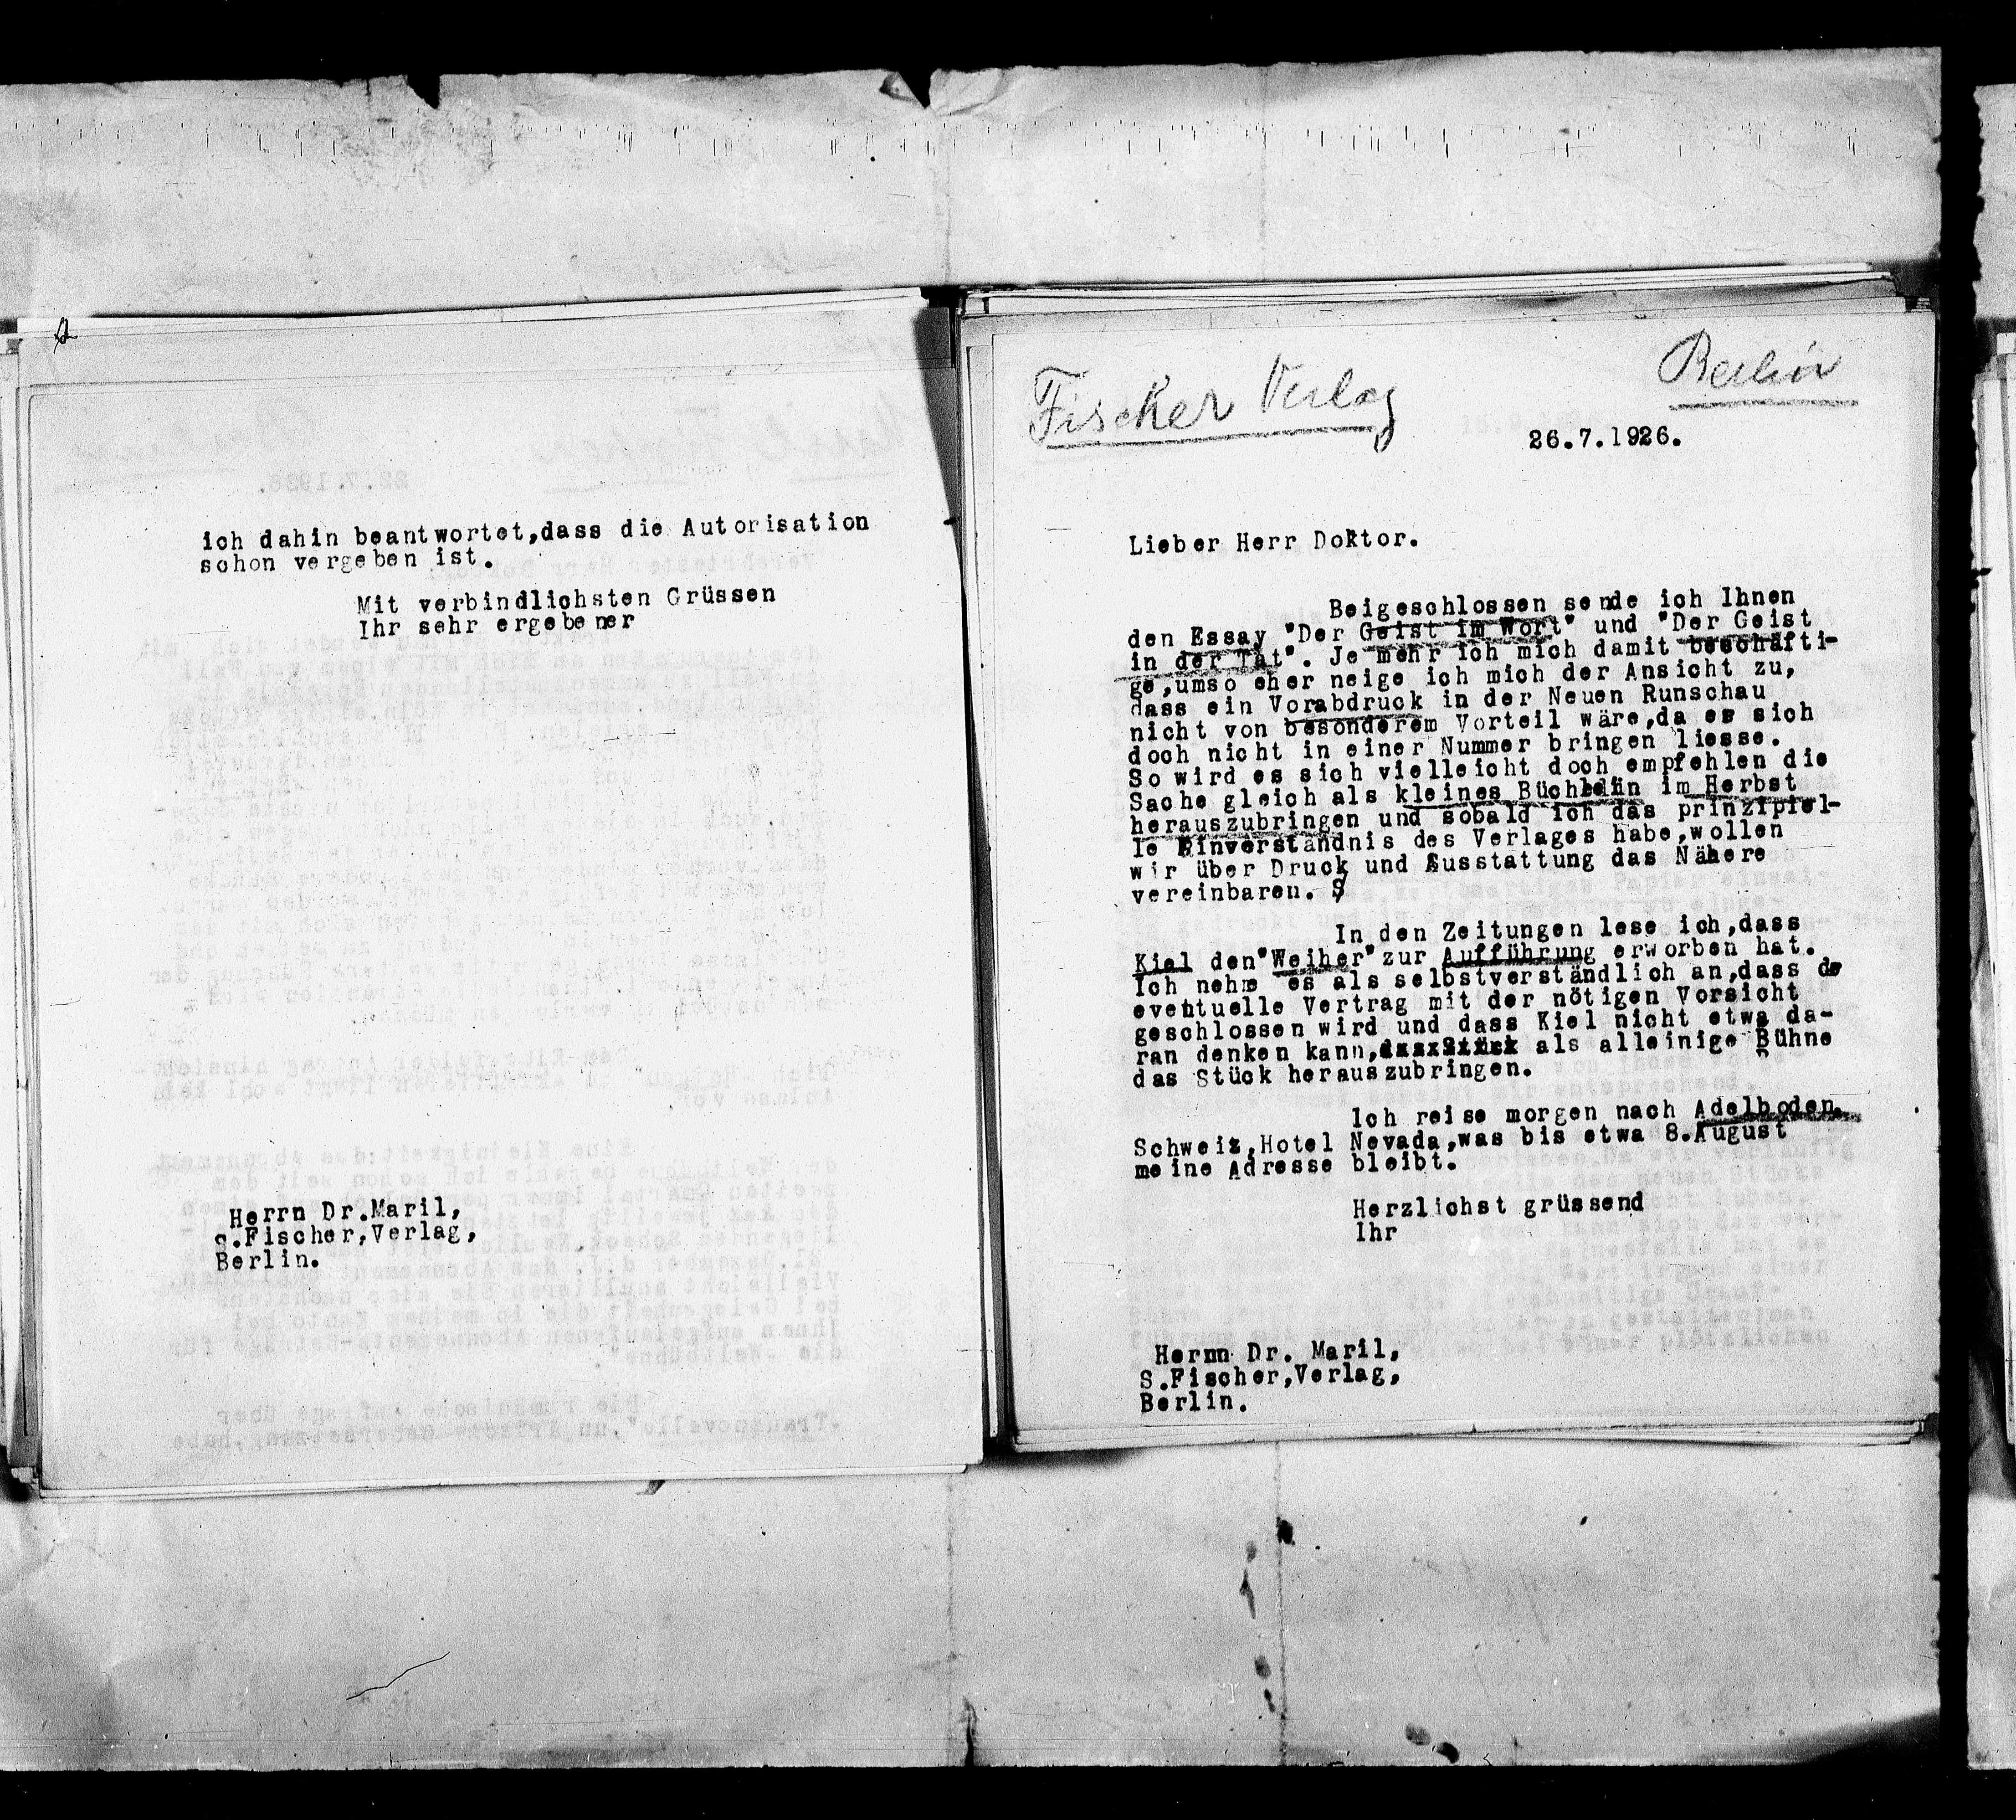 ich dahin beantwortet,dass die Autorisation
schon vergeben ist.
Mit verbindlichsten Grüssen
Ihr sehr ergebener
Herrn Dr.Maril,
S.Fischer,Verlag,
Berlin.
Fischer Verlag
Berlin
26.7.1926.
Lieber Herr Doktor.
Beigeschlossen sende ich Ihnen
den Essay "Der Geist im Wort" und "Der Geist
in der Tat". Je mehr ich mich damit beschäfti-
ge,umso eher neige ich mich der Ansicht zu,
dass ein Vorabdruck in der Neuen Runschau
nicht von besonderem Vorteil wäre,da es sich
doch nicht in einer Nummer bringen liesse.
So wird es sich vielleicht doch empfehlen die
Sache gleich als kleines Büchlein im Herbst
herauszubringen und sobald ich das prinzipiel-
le Einverständnis des Verlages habe,wollen
wir über Druck und Ausstattung das Nähere
vereinbaren.
In den Zeitungen lese ich,dass
Kiel den"Weiher"zur Aufführung erworben hat.
Ich nehme es als selbstverständlich an,dass de
eventuelle Vertrag mit der nötigen Vorsicht
geschlossen wird und dass Kiel nicht etwa da-
ran denken kann, als alleinige Bühne
das Stück herauszubringen.
Ich reise morgen nach Adelboden,
Schweiz,Hotel Nevada,was bis etwa 8.August
meine Adresse bleibt.
Herzlichst grüssend
Ihr
Herrn Dr. Maril,
S.Fischer,Verlag,
Berlin.